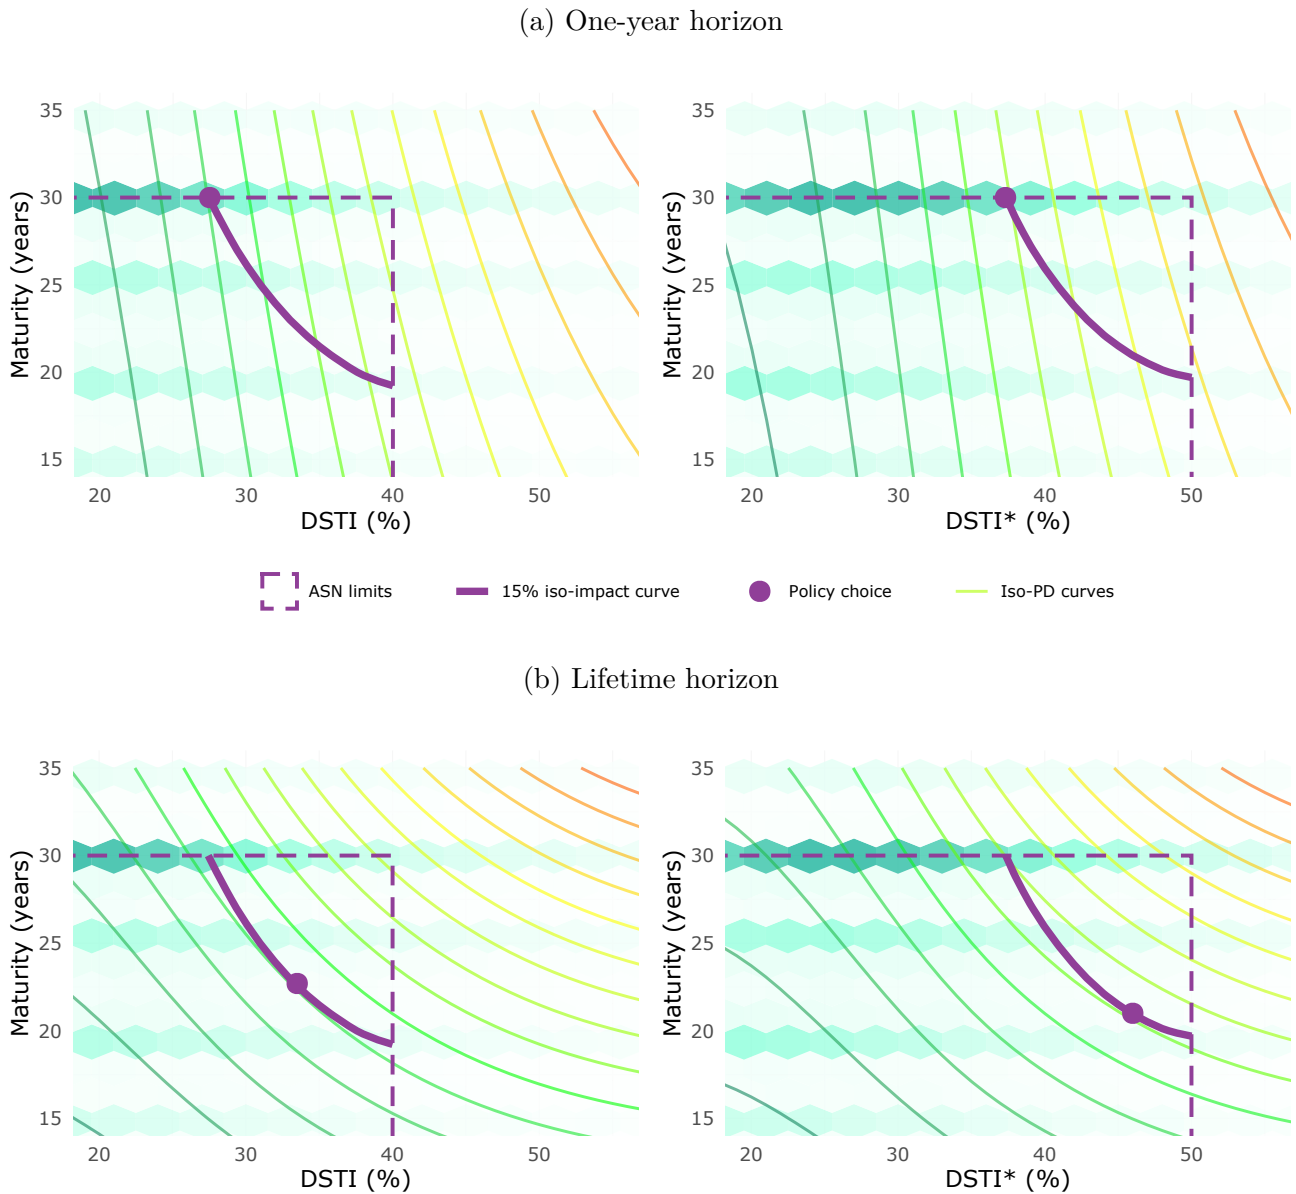 (a) One-year horizon
35
30
25
20
15
Maturity (years)
20 30 40 50
DSTI (%)
35
30
25
20
15
Maturity (years)
20 30 40 50
DSTI* (%)
ASN limits 15% iso-impact curve Policy choice Iso-PD curves
(b) Lifetime horizon
35
30
25
20
15
Maturity (years)
20 30 40 50
DSTI (%)
35
30
25
20
15
Maturity (years)
20 30 40 50
DSTI* (%)